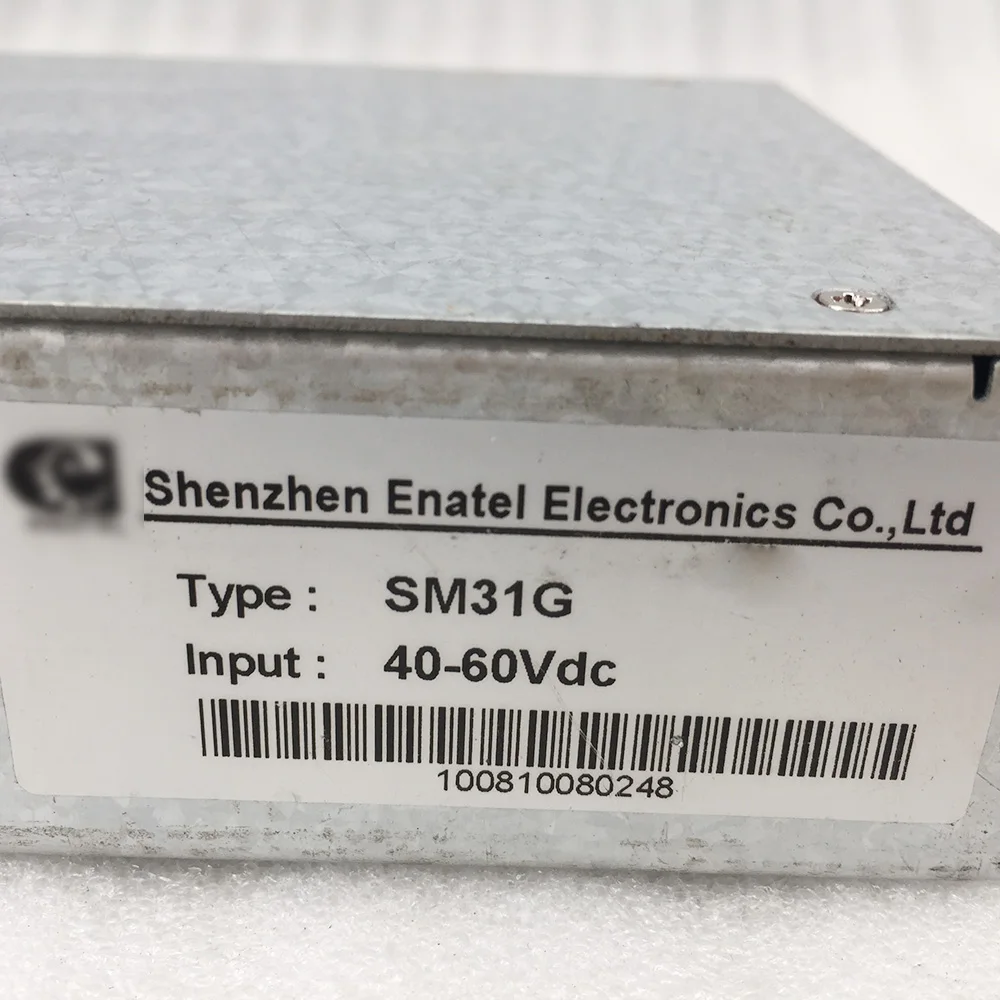 Shenzhen Enatel Electronics Co.,Ltd
Type : SM31G
Input : 40-60Vdc
100810080248